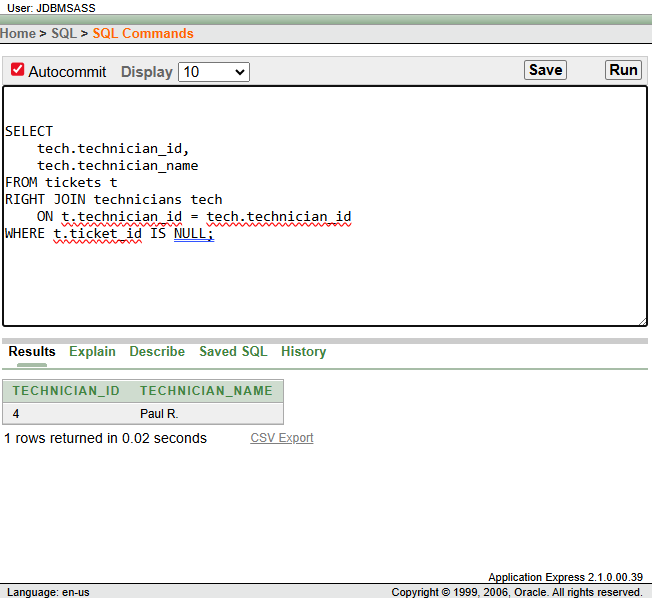 User: JDBMSASS
Home > SQL > SQL Commands
Autocommit Display 10 Save Run
SELECT
tech.technician_id,
tech.technician_name
FROM tickets t
RIGHT JOIN technicians tech
ON t.technician_id = tech.technician_id
WHERE t.ticket_id IS NULL;
Results Explain Describe Saved SQL History
TECHNICIAN_ID TECHNICIAN_NAME
4 Paul R.
1 rows returned in 0.02 seconds CSV Export
Application Express 2.1.0.00.39
Language: en-us Copyright © 1999, 2006, Oracle. All rights reserved.